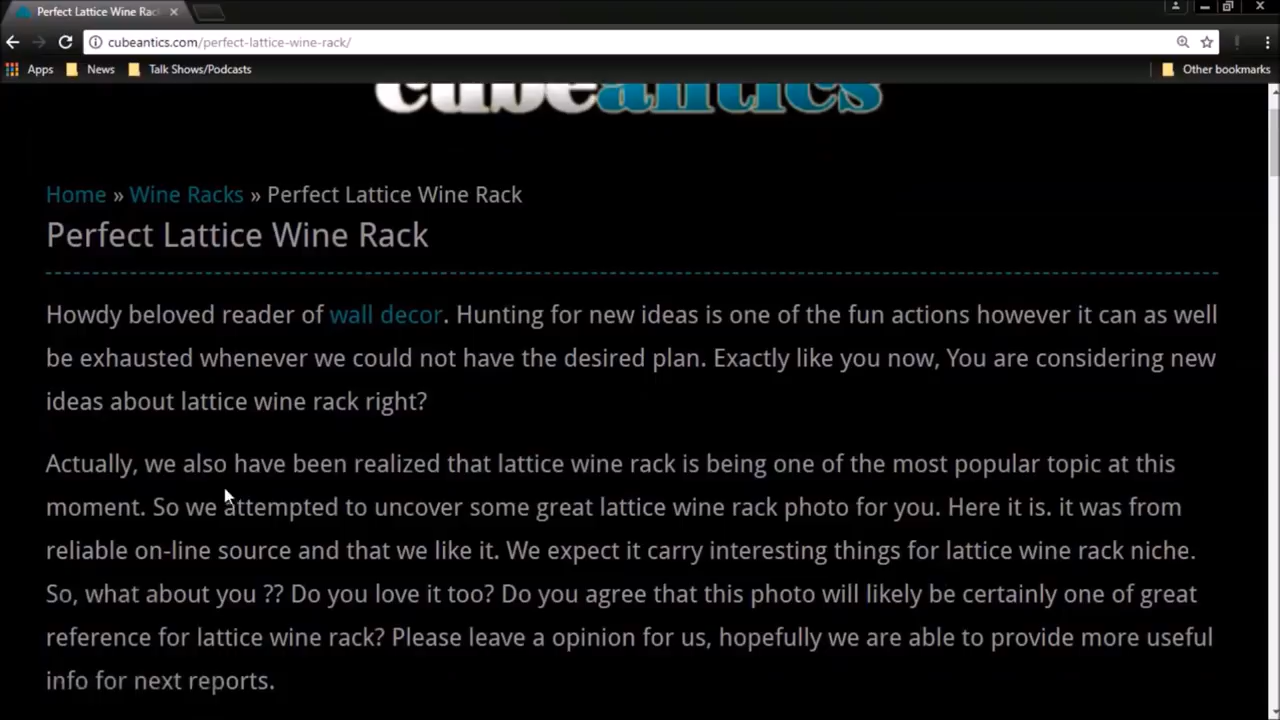 Perfect Lattice Wine Rac
cubeantics.com/perfect-lattice-wine-rack/
Apps News Talk Shows/Podcasts Other bookmarks
cubeantics
Home » Wine Racks » Perfect Lattice Wine Rack
Perfect Lattice Wine Rack
Howdy beloved reader of wall decor. Hunting for new ideas is one of the fun actions however it can as well
be exhausted whenever we could not have the desired plan. Exactly like you now, You are considering new
ideas about lattice wine rack right?
Actually, we also have been realized that lattice wine rack is being one of the most popular topic at this
moment. So we attempted to uncover some great lattice wine rack photo for you. Here it is. it was from
reliable on-line source and that we like it. We expect it carry interesting things for lattice wine rack niche.
So, what about you ?? Do you love it too? Do you agree that this photo will likely be certainly one of great
reference for lattice wine rack? Please leave a opinion for us, hopefully we are able to provide more useful
info for next reports.